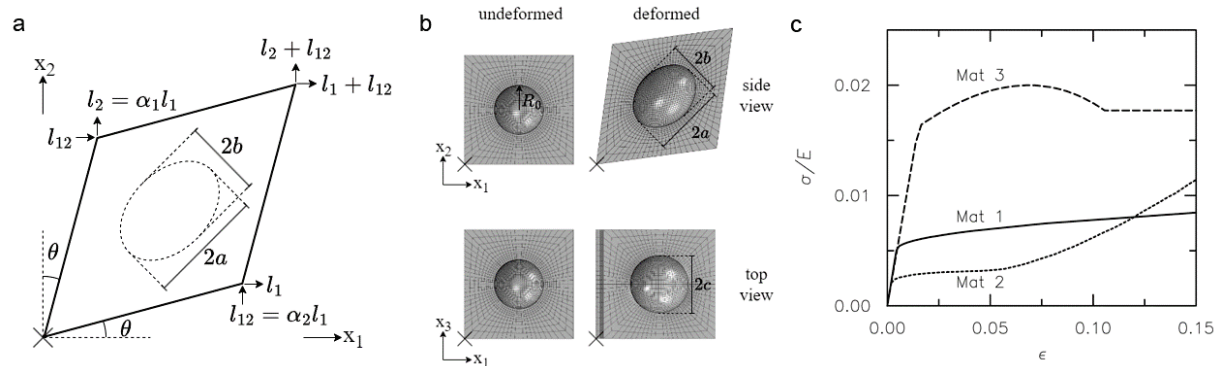 a
x₂
l₂ + l₁₂
l₁ + l₁₂
l₂ = α₁l₁
l₁₂
2b
2a
θ
θ
l₁
l₁₂ = α₂l₁
x₁
b
undeformed
deformed
R₀
2b
2a
side
view
x₂
x₁
2c
top
view
x₃
x₁
c
σ/E
0.02
0.01
0.00
Mat 3
Mat 1
Mat 2
0.00
0.05
0.10
0.15
ϵ